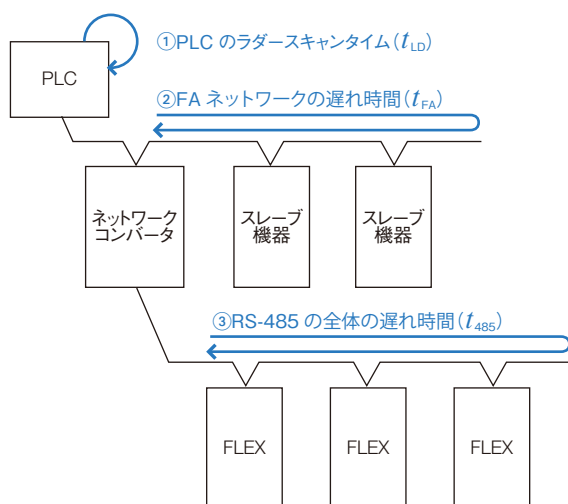 ①PLC のラダースキャンタイム(tLD)
PLC
②FA ネットワークの遅れ時間(tFA)
ネットワーク
コンバータ
スレーブ
機器
スレーブ
機器
③RS-485 の全体の遅れ時間(t485)
FLEX
FLEX
FLEX